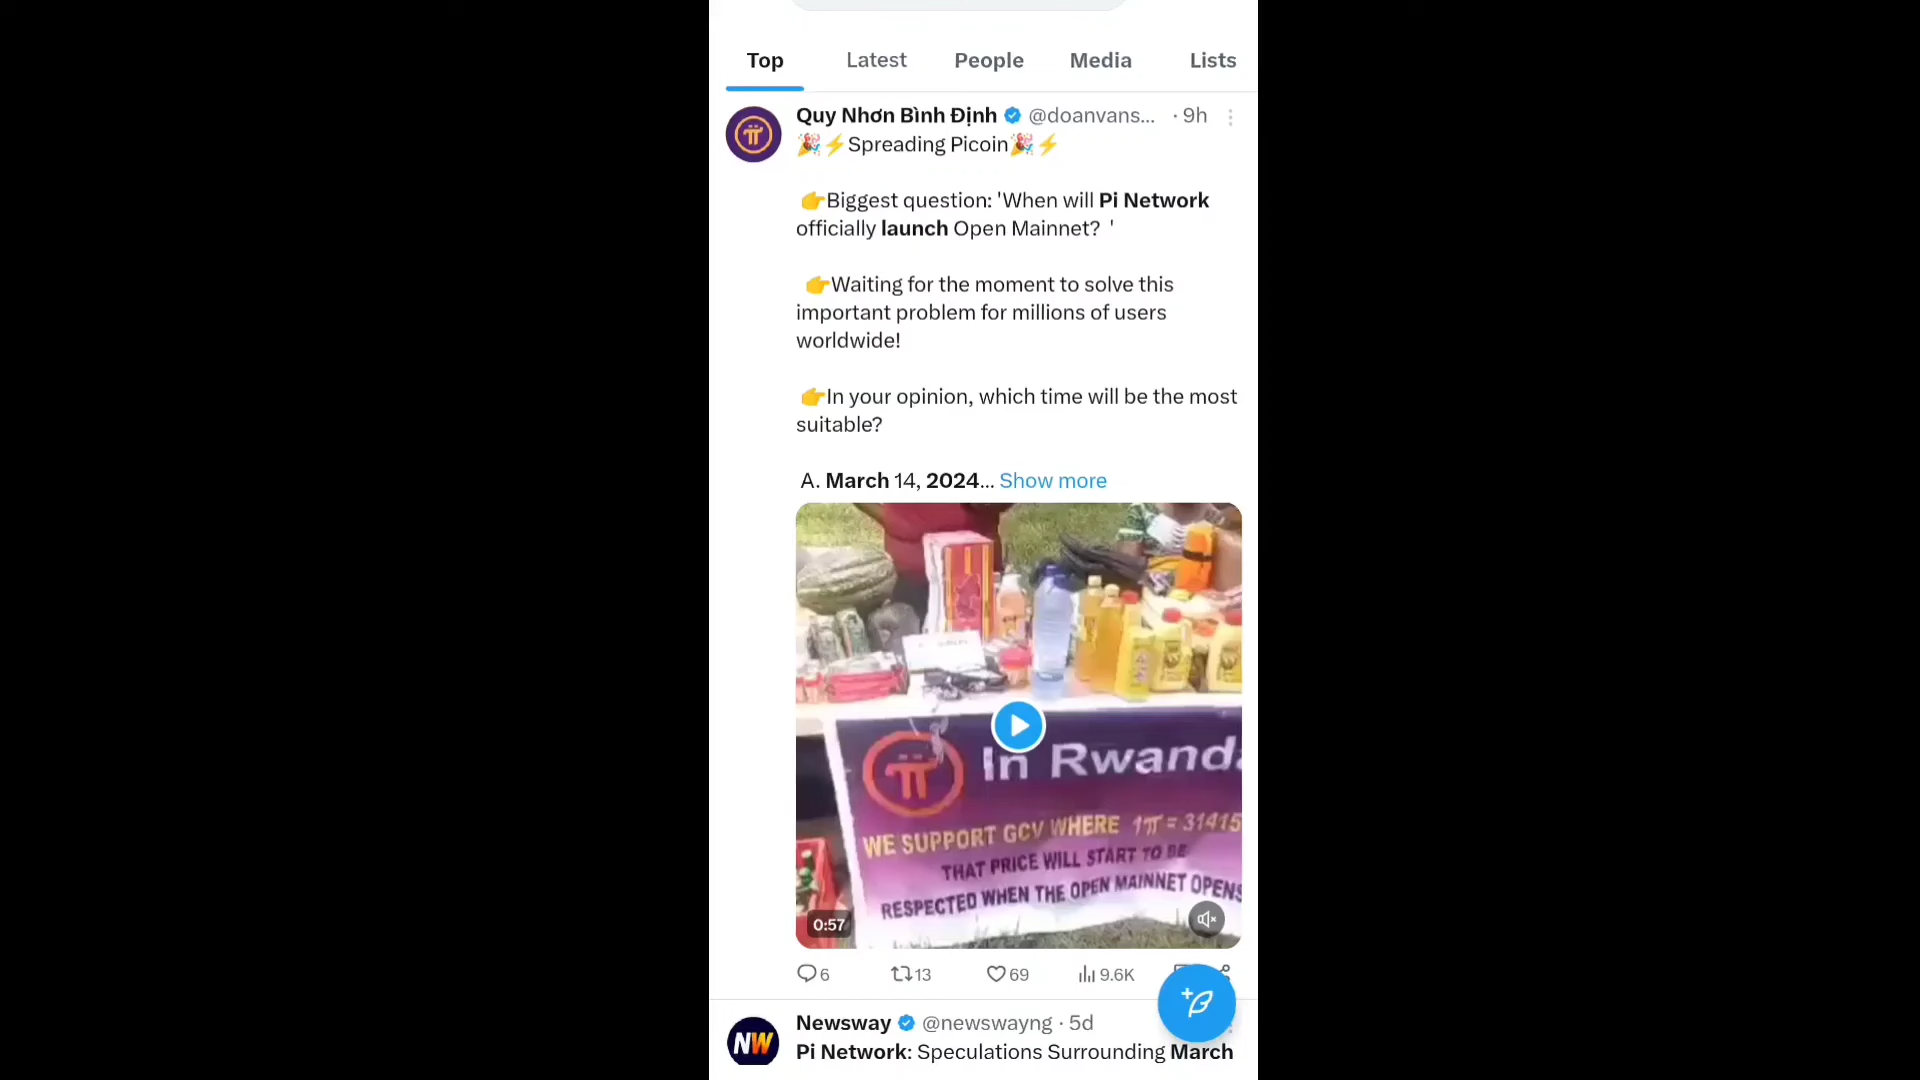 Top Latest People Media Lists
Quy Nhơn Bình Định @doanvans... · 9h
🎉⚡Spreading Picoin🎉⚡
👉Biggest question: 'When will Pi Network
officially launch Open Mainnet? '
👉Waiting for the moment to solve this
important problem for millions of users
worldwide!
👉In your opinion, which time will be the most
suitable?
A. March 14, 2024... Show more
In Rwanda
WE SUPPORT GCV WHERE 1π = 31415
THAT PRICE WILL START TO BE
RESPECTED WHEN THE OPEN MAINNET OPENS
0:57
6 13 69 9.6K
NW
Newsway @newswayng · 5d
Pi Network: Speculations Surrounding March